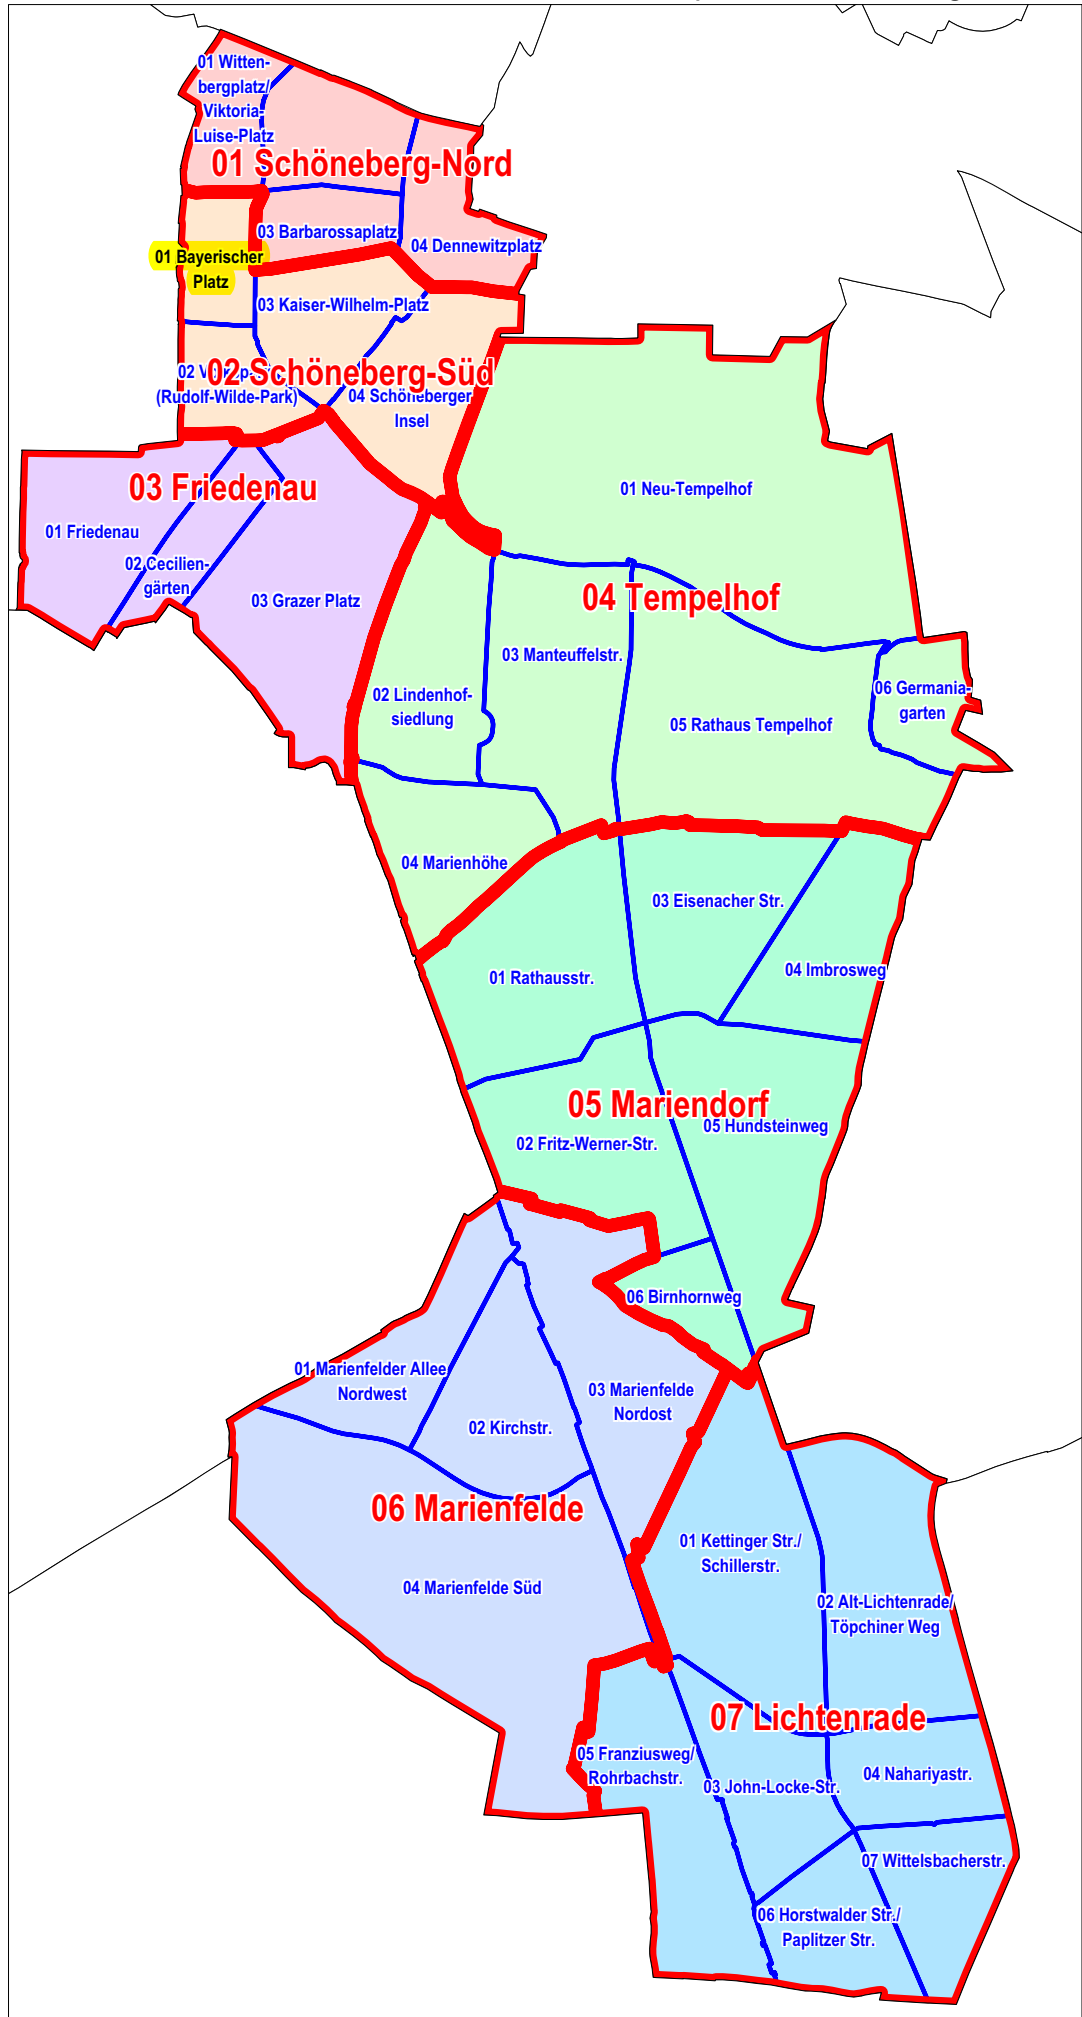 01 Witten-
bergplatz/
Viktoria-
Luise-Platz
01 Schöneberg-Nord
03 Barbarossaplatz
04 Dennewitzplatz
01 Bayerischer
Platz
03 Kaiser-Wilhelm-Platz
02 Schöneberg-Süd
02
(Rudolf-Wilde-Park)
04 Schöneberger
Insel
03 Friedenau
01 Neu-Tempelhof
01 Friedenau
02 Cecilien-
gärten
03 Grazer Platz
04 Tempelhof
03 Manteuffelstr.
02 Lindenhof-
siedlung
06 Germania-
garten
05 Rathaus Tempelhof
04 Marienhöhe
03 Eisenacher Str.
01 Rathausstr.
04 Imbrosweg
05 Mariendorf
05 Hundsteinweg
02 Fritz-Werner-Str.
06 Birnhornweg
01 Marienfelder Allee
Nordwest
03 Marienfelde
Nordost
02 Kirchstr.
06 Marienfelde
01 Kettinger Str./
Schillerstr.
04 Marienfelde Süd
02 Alt-Lichtenrade/
Töpchiner Weg
07 Lichtenrade
05 Franziusweg/
Rohrbachstr.
03 John-Locke-Str.
04 Nahariyastr.
07 Wittelsbacherstr.
06 Horstwalder Str./
Paplitzer Str.